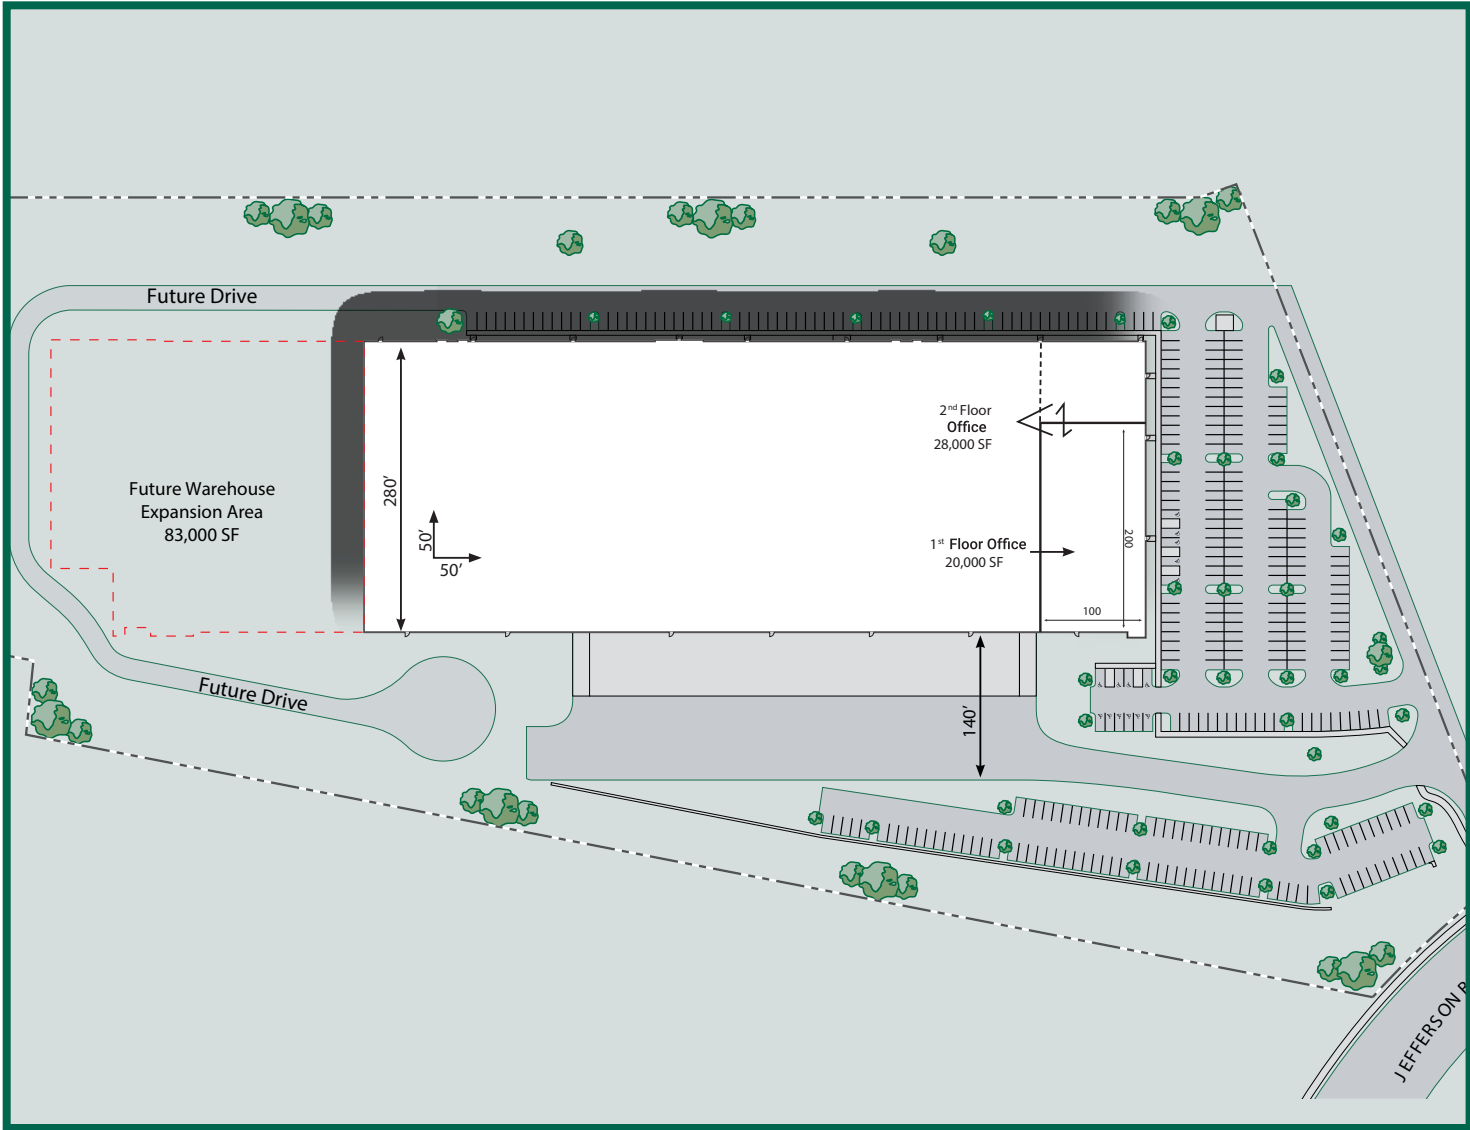 Future Drive
2nd Floor
Office
28,000 SF
280'
Future Warehouse
Expansion Area
83,000 SF
50'
50'
1st Floor Office
20,000 SF
200
100
Future Drive
140'
JEFFERSON